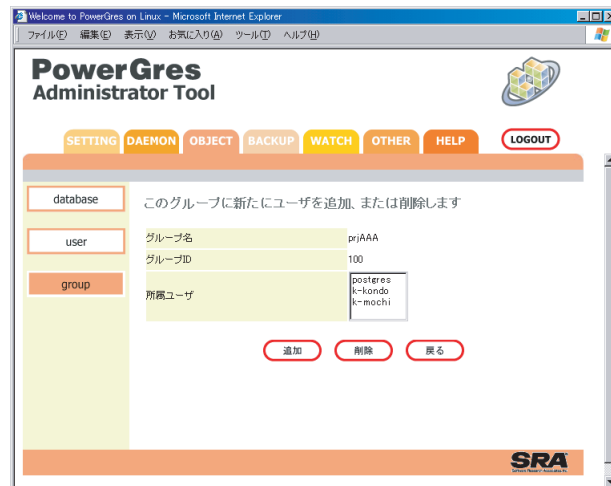 Welcome to PowerGres on Linux - Microsoft Internet Explorer
ファイル(F) 編集(E) 表示(V) お気に入り(A) ツール(T) ヘルプ(H)
PowerGres
Administrator Tool
SETTING DAEMON OBJECT BACKUP WATCH OTHER HELP LOGOUT
database
user
group
このグループに新たにユーザを追加、または削除します
グループ名 prjAAA
グループID 100
所属ユーザ
postgres
k-kondo
k-mochi
追加 削除 戻る
SRA